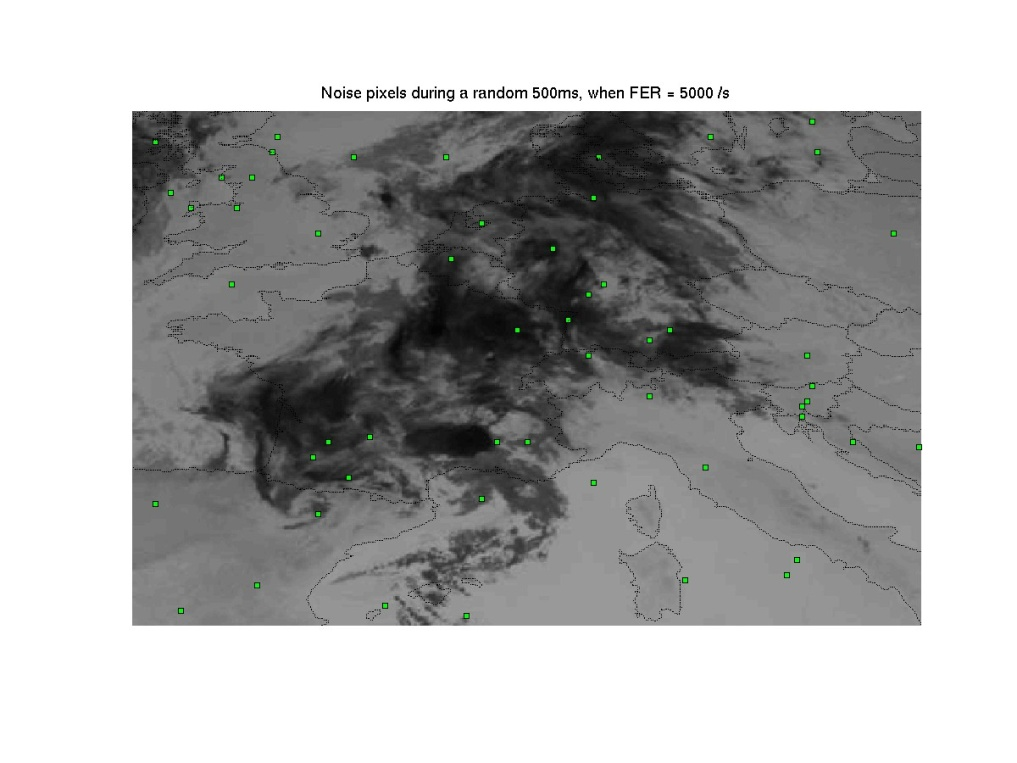 Noise pixels during a random 500ms, when FER = 5000 /s